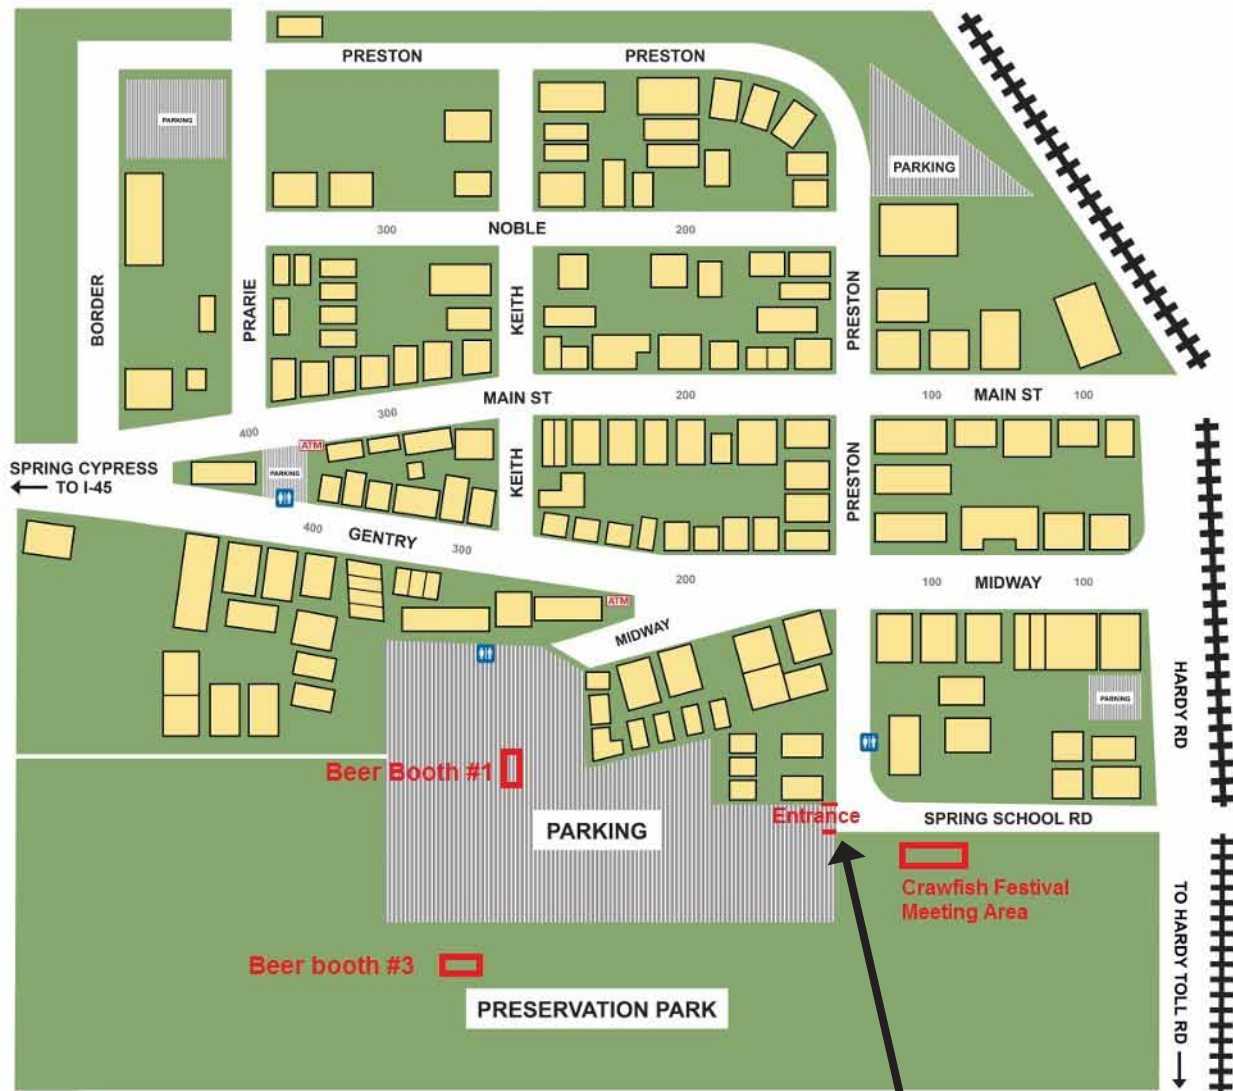 PRESTON
PRESTON
PARKING
PARKING
NOBLE
300
200
BORDER
PRARIE
KEITH
PRESTON
MAIN ST
MAIN ST
300
200
100
100
400
ATM
SPRING CYPRESS
TO I-45
PARKING
KEITH
PRESTON
400
GENTRY
300
200
100
MIDWAY
100
ATM
MIDWAY
HARDY RD
PARKING
Beer Booth #1
PARKING
Entrance
SPRING SCHOOL RD
Crawfish Festival
Meeting Area
TO HARDY TOLL RD
Beer booth #3
PRESERVATION PARK